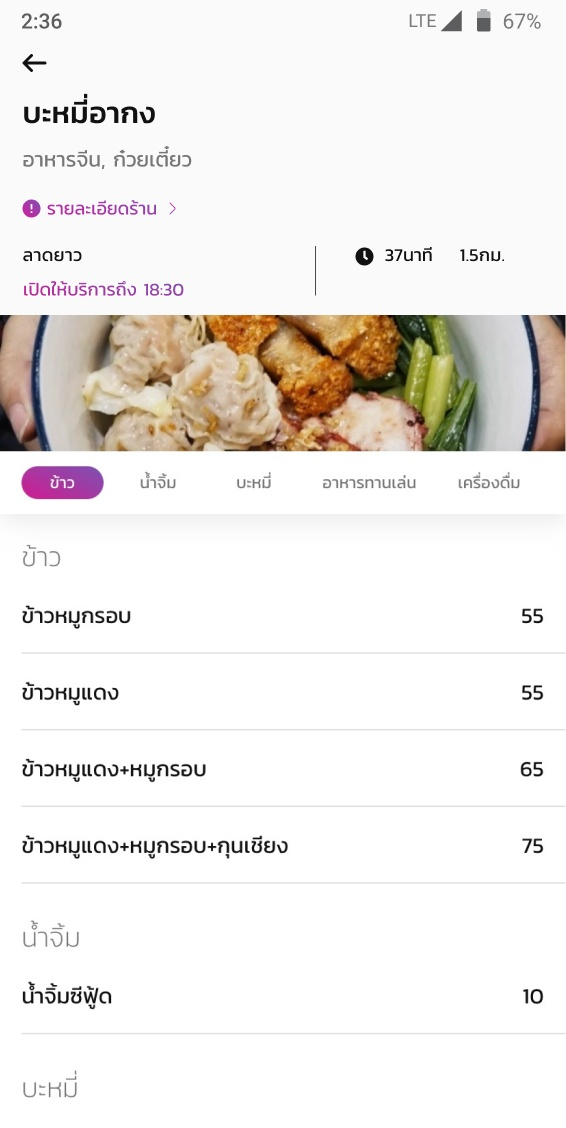 2:36 LTE 67%
บะหมี่อากง
อาหารจีน, ก๋วยเตี๋ยว
รายละเอียดร้าน
ลาดยาว 37นาที 1.5กม.
เปิดให้บริการถึง 18:30
ข้าว น้ำจิ้ม บะหมี่ อาหารทานเล่น เครื่องดื่ม
ข้าว
ข้าวหมูกรอบ 55
ข้าวหมูแดง 55
ข้าวหมูแดง+หมูกรอบ 65
ข้าวหมูแดง+หมูกรอบ+กุนเชียง 75
น้ำจิ้ม
น้ำจิ้มซีฟู้ด 10
บะหมี่